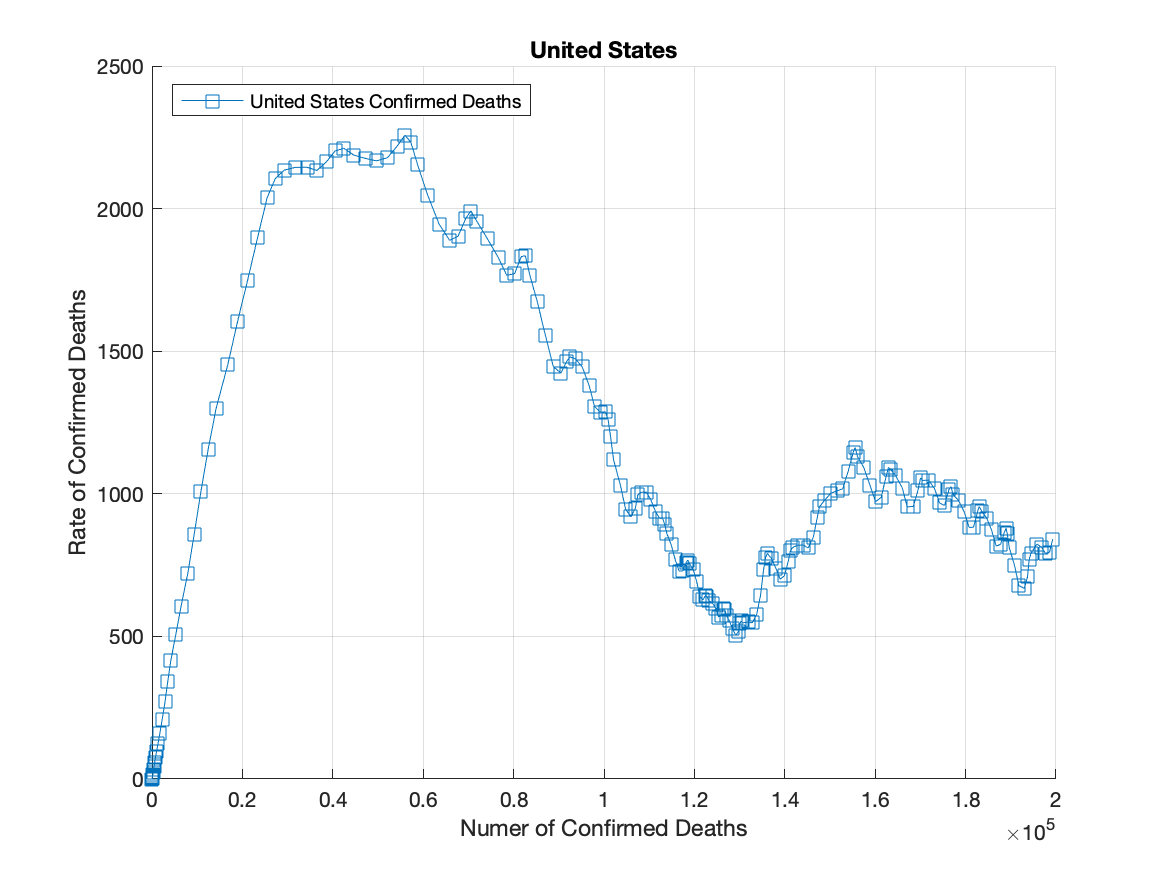 United States
United States Confirmed Deaths
Rate of Confirmed Deaths
2500
2000
1500
1000
500
0
0 0.2 0.4 0.6 0.8 1 1.2 1.4 1.6 1.8 2
Numer of Confirmed Deaths
×10^5